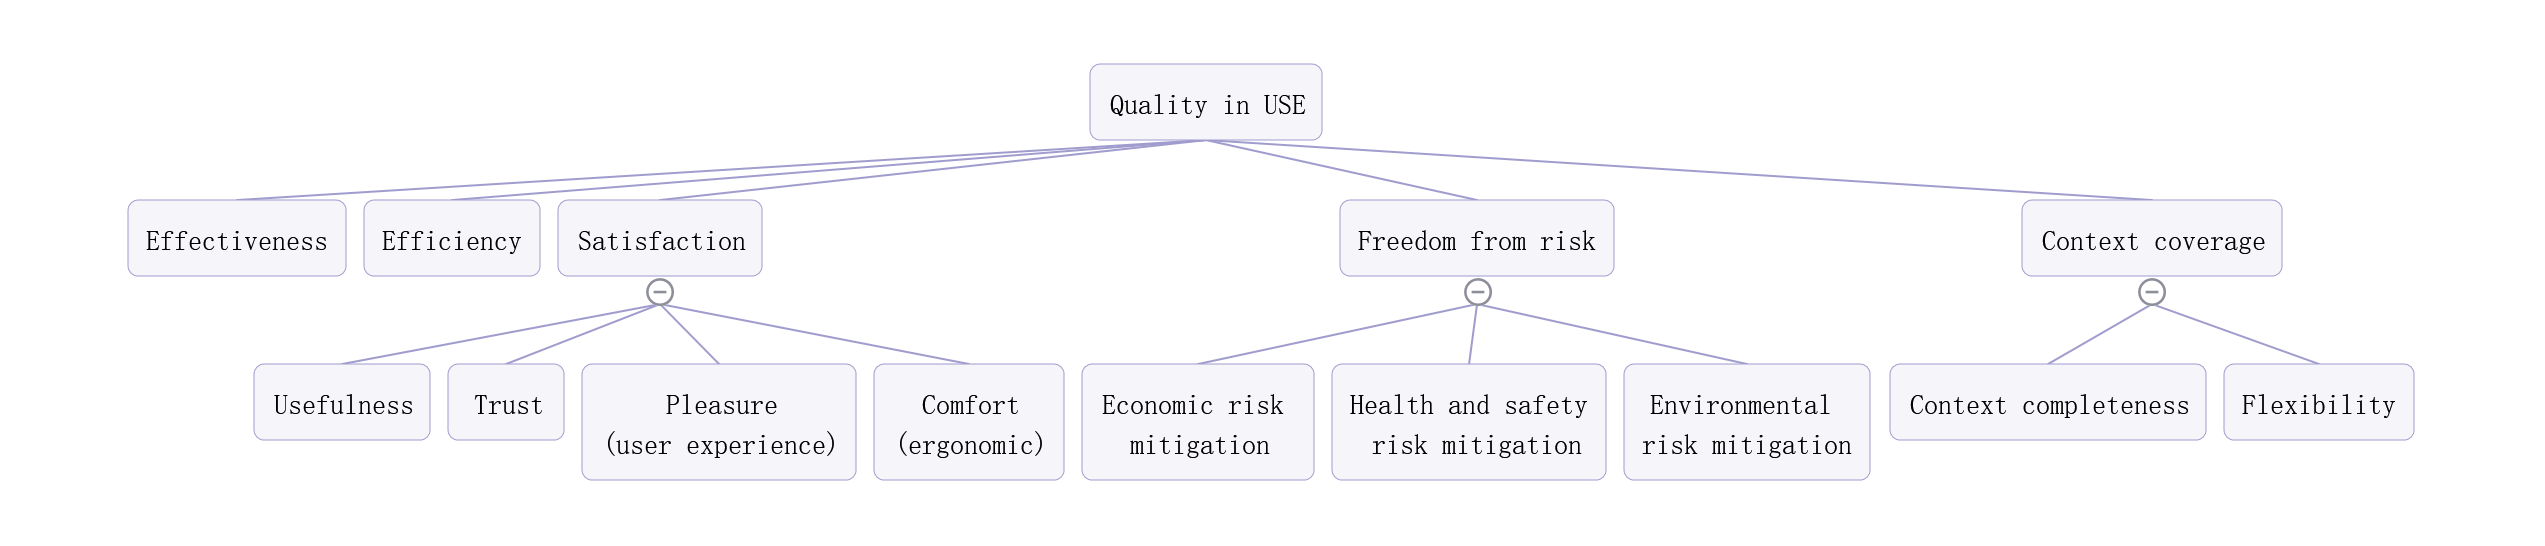 Quality in USE
Effectiveness
Efficiency
Satisfaction
Freedom from risk
Context coverage
Usefulness
Trust
Pleasure
(user experience)
Comfort
(ergonomic)
Economic risk
mitigation
Health and safety
risk mitigation
Environmental
risk mitigation
Context completeness
Flexibility